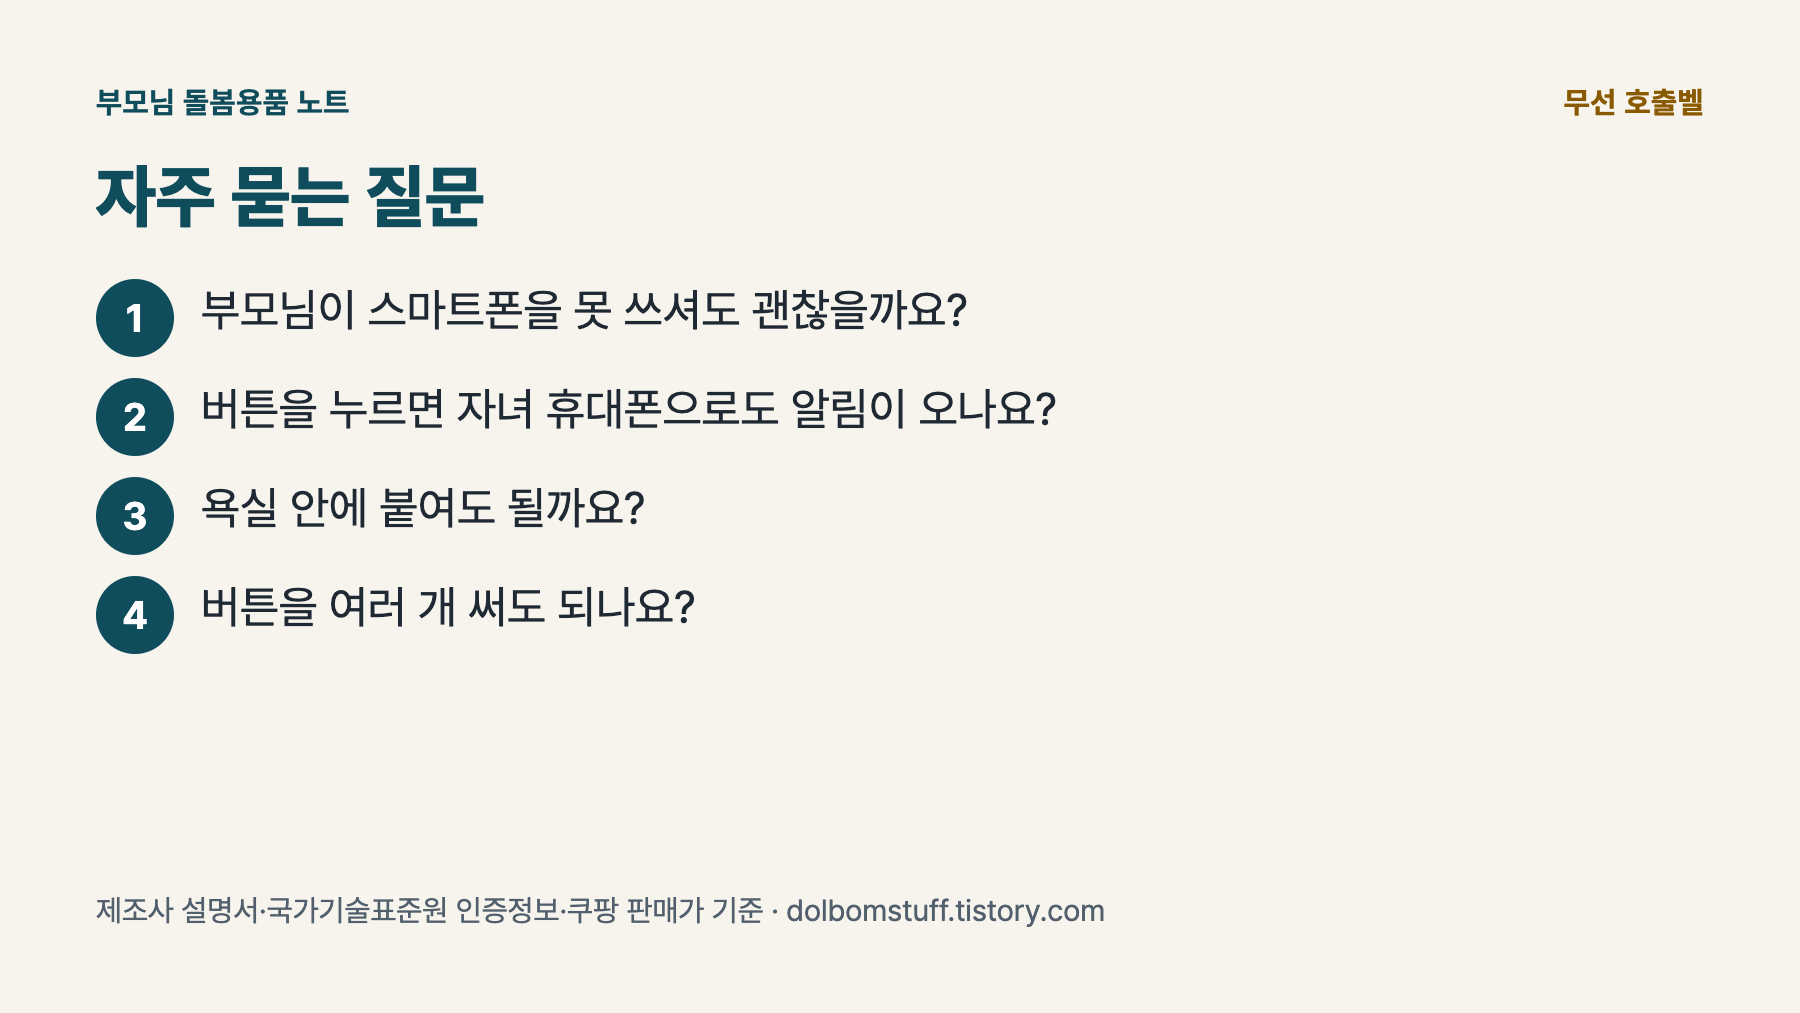 부모님 돌봄용품 노트
무선 호출벨
자주 묻는 질문
1 부모님이 스마트폰을 못 쓰셔도 괜찮을까요?
2 버튼을 누르면 자녀 휴대폰으로도 알림이 오나요?
3 욕실 안에 붙여도 될까요?
4 버튼을 여러 개 써도 되나요?
제조사 설명서·국가기술표준원 인증정보·쿠팡 판매가 기준 · dolbomstuff.tistory.com